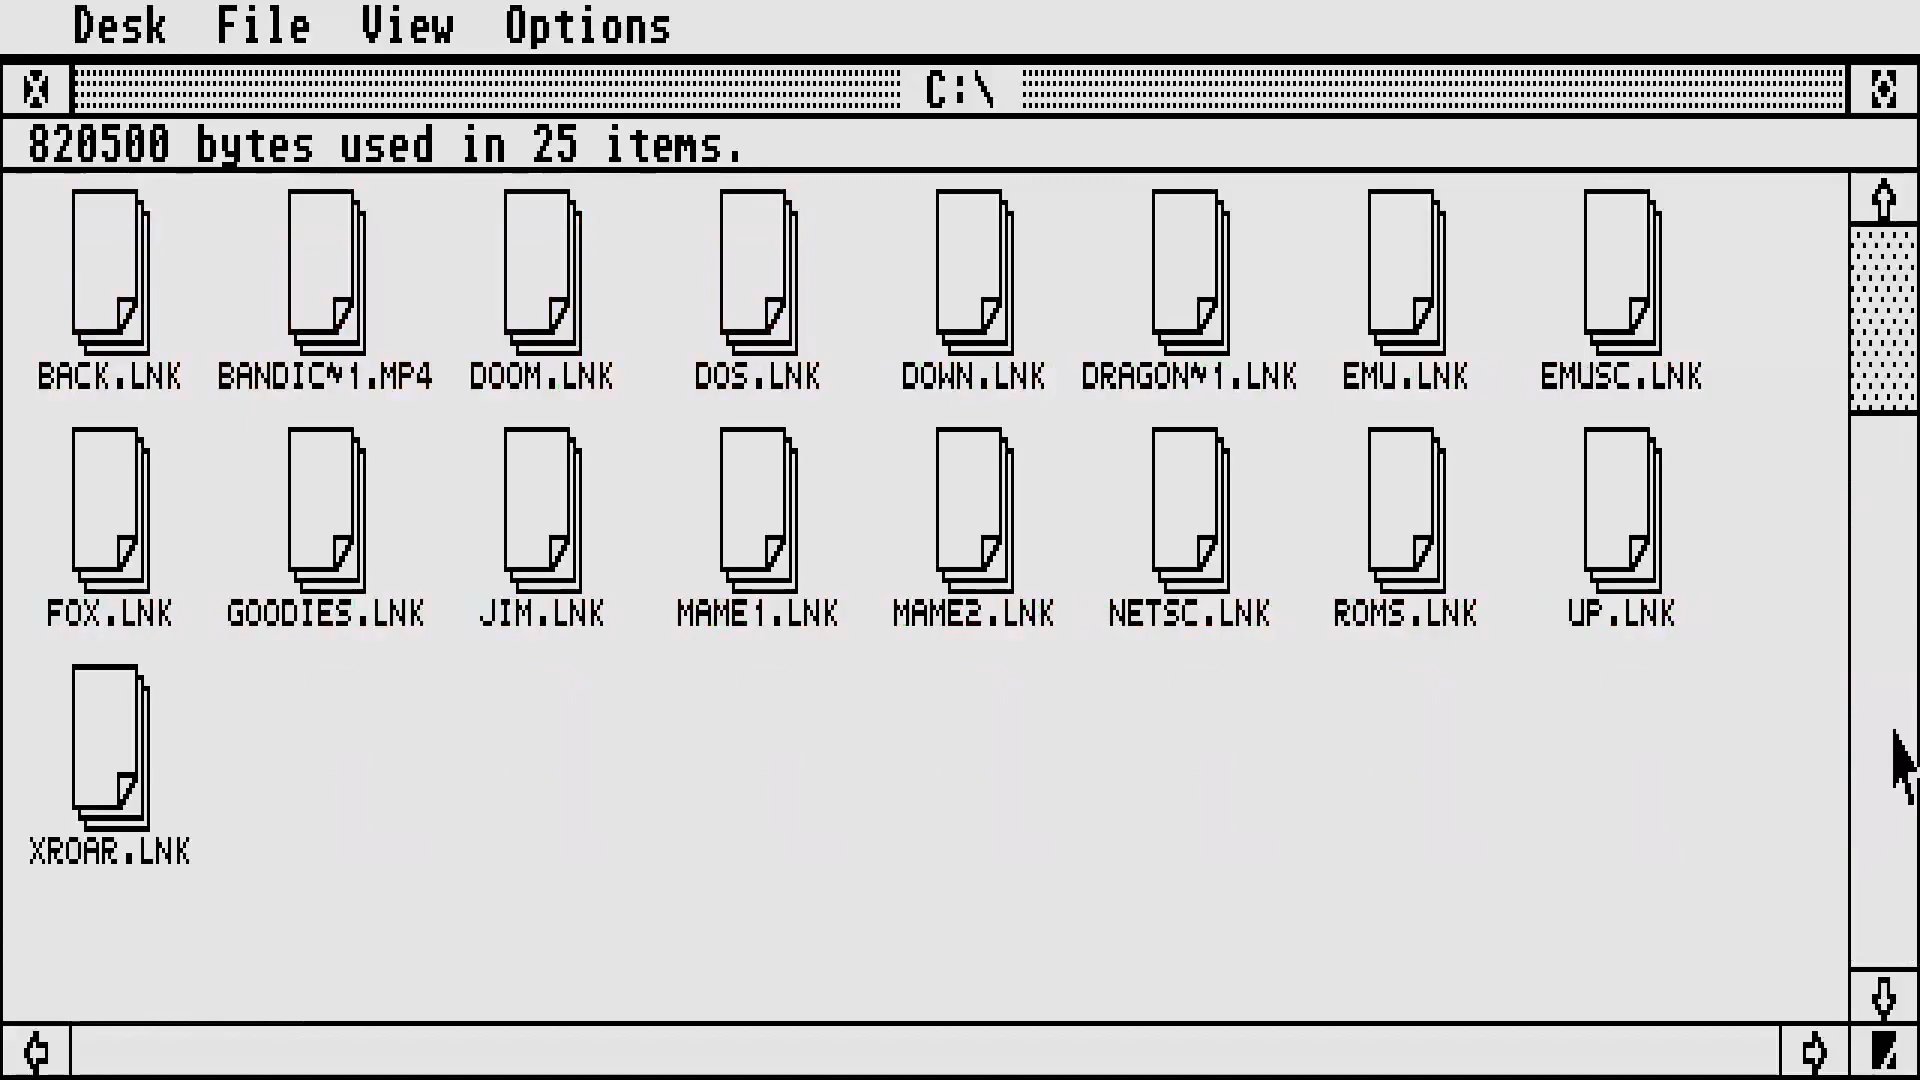 Desk File View Options
C:\
820500 bytes used in 25 items.
BACK.LNK BANDIC~1.MP4 DOOM.LNK DOS.LNK DOWN.LNK DRAGON~1.LNK EMU.LNK EMUSC.LNK
FOX.LNK GOODIES.LNK JIM.LNK MAME1.LNK MAME2.LNK NETSC.LNK ROMS.LNK UP.LNK
XROAR.LNK